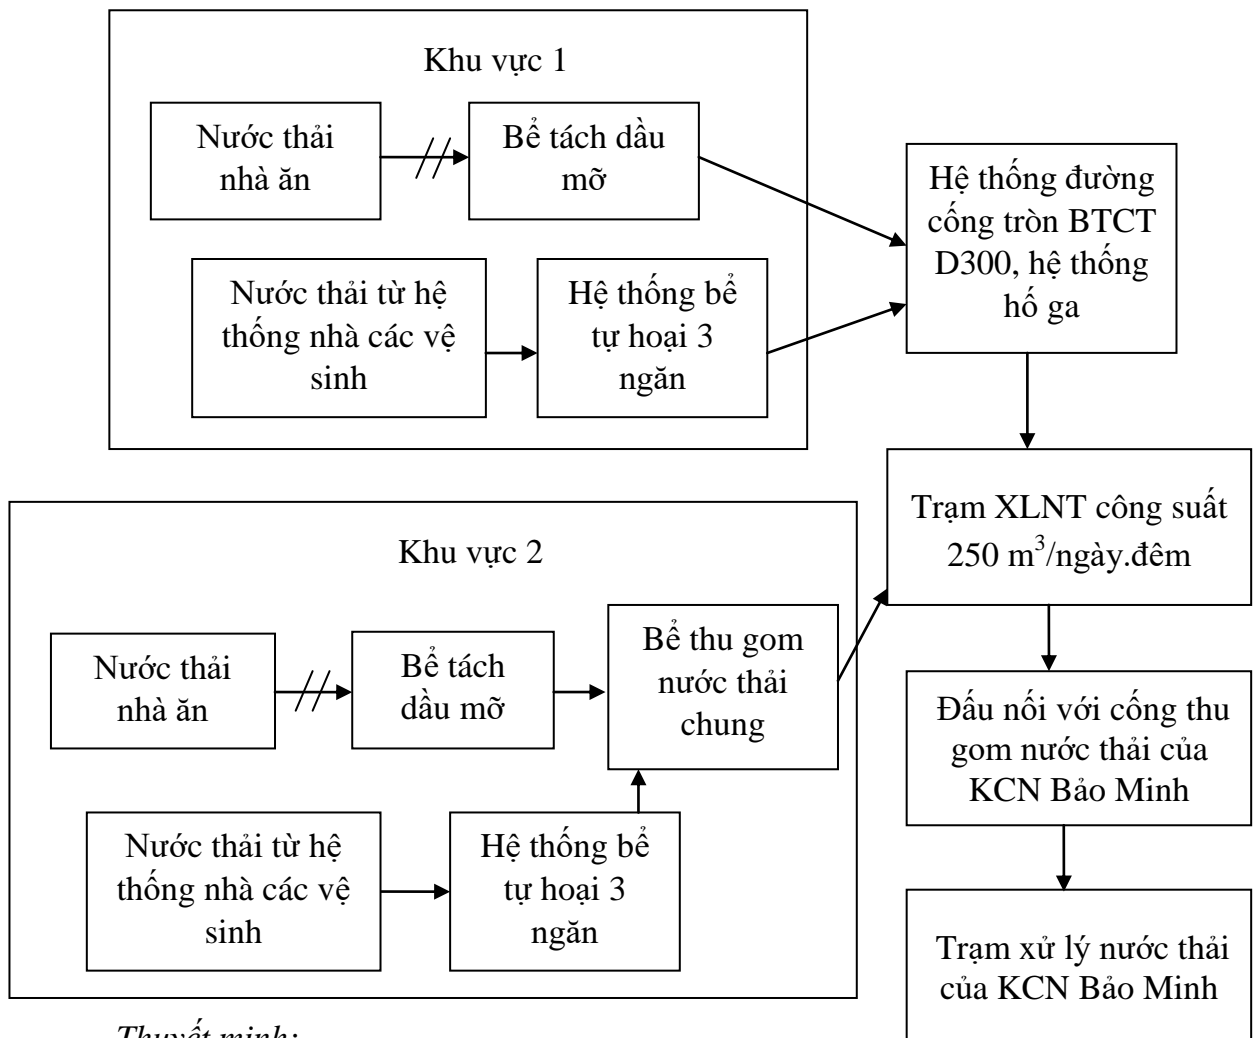 Khu vực 1
Nước thải
nhà ăn
Bể tách dầu
mỡ
Nước thải từ hệ
thống nhà các vệ
sinh
Hệ thống bể
tự hoại 3
ngăn
Hệ thống đường
cống tròn BTCT
D300, hệ thống
hố ga
Trạm XLNT công suất
250 m³/ngày.đêm
Khu vực 2
Nước thải
nhà ăn
Bể tách
dầu mỡ
Bể thu gom
nước thải
chung
Nước thải từ hệ
thống nhà các vệ
sinh
Hệ thống bể
tự hoại 3
ngăn
Đấu nối với cống thu
gom nước thải của
KCN Bảo Minh
Trạm xử lý nước thải
của KCN Bảo Minh
Thuyết minh: